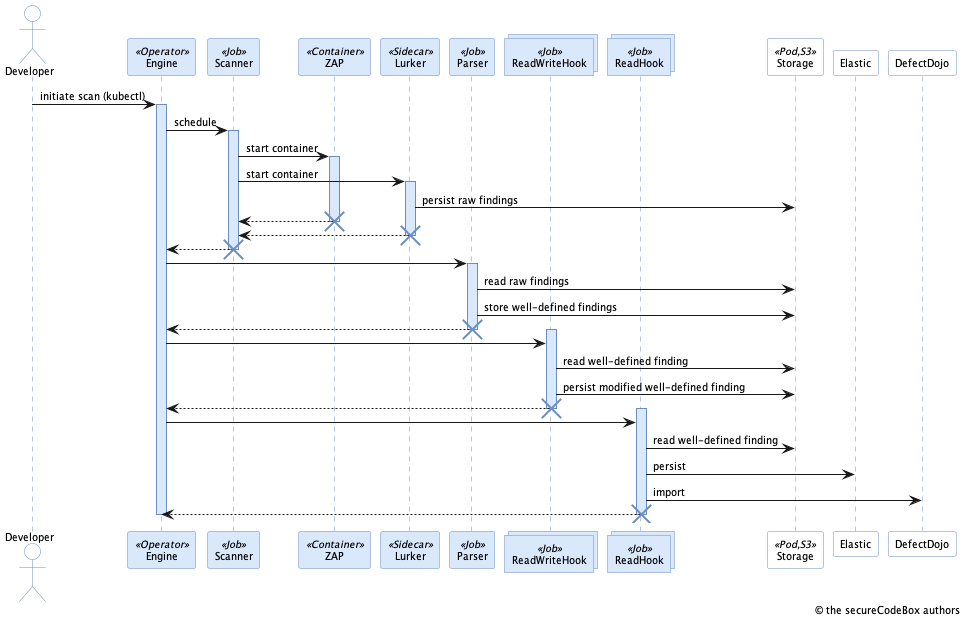 Developer
«Operator»
Engine
«Job»
Scanner
«Container»
ZAP
«Sidecar»
Lurker
«Job»
Parser
«Job»
ReadWriteHook
«Job»
ReadHook
«Pod,S3»
Storage
Elastic
DefectDojo
initiate scan (kubectl)
schedule
start container
start container
persist raw findings
read raw findings
store well-defined findings
read well-defined finding
persist modified well-defined finding
read well-defined finding
persist
import
Developer
«Operator»
Engine
«Job»
Scanner
«Container»
ZAP
«Sidecar»
Lurker
«Job»
Parser
«Job»
ReadWriteHook
«Job»
ReadHook
«Pod,S3»
Storage
Elastic
DefectDojo
© the secureCodeBox authors